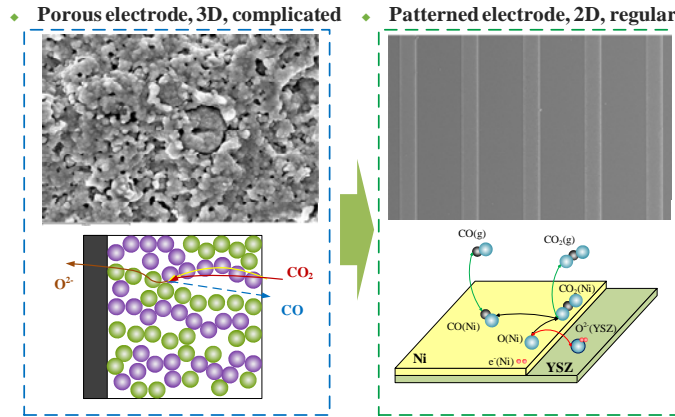 Porous electrode, 3D, complicated
Patterned electrode, 2D, regular
O²⁻
CO₂
CO
CO(g)
CO₂(g)
CO₂(Ni)
CO(Ni)
O(Ni)
O²⁻(YSZ)
Ni
e⁻(Ni)
YSZ